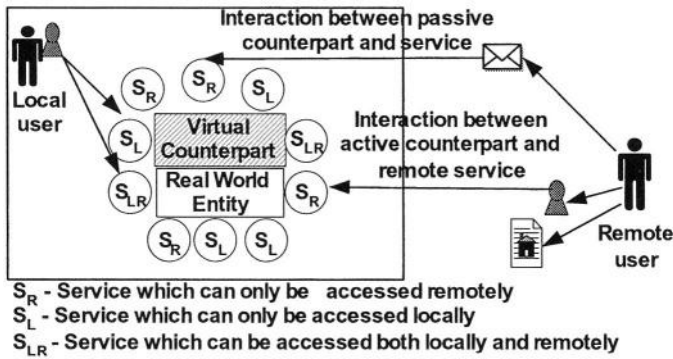 Interaction between passive
counterpart and service
Local
user
S_R
S_R
S_L
S_L
Virtual
Counterpart
S_LR
S_LR
Real World
Entity
S_R
S_R
S_L
S_L
Interaction between
active counterpart and
remote service
Remote
user
S_R - Service which can only be accessed remotely
S_L - Service which can only be accessed locally
S_LR - Service which can be accessed both locally and remotely